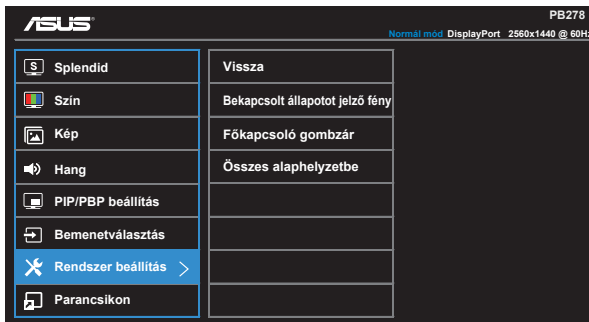 ASUS
PB278
Normál mód DisplayPort 2560x1440 @ 60Hz
S Splendid
Szín
Kép
Hang
PIP/PBP beállítás
Bemenetválasztás
Rendszer beállítás >
Parancsikon
Vissza
Bekapcsolt állapotot jelző fény
Főkapcsoló gombzár
Összes alaphelyzetbe